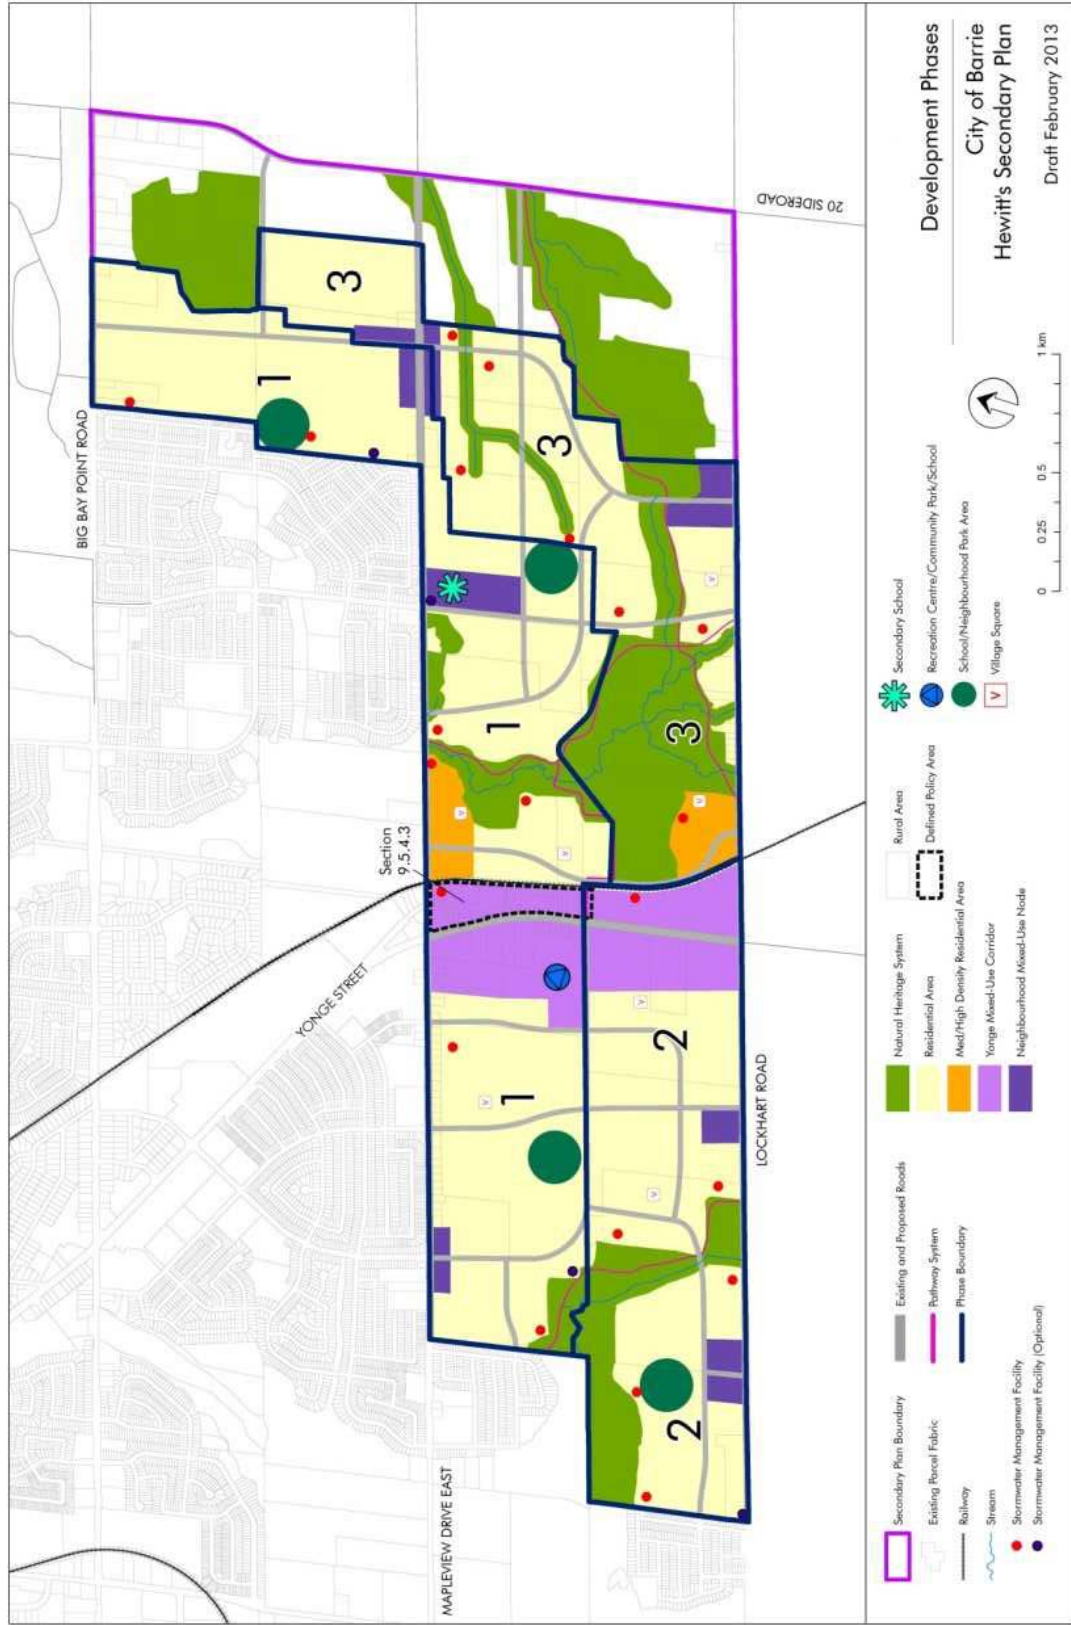 BIG BAY POINT ROAD
20 SIDEROAD
YONGE STREET
Section
9.5.4.3
MAPLEVIEW DRIVE EAST
LOCKHART ROAD
1
3
3
1
3
1
2
2
V
V
V
V
V
V
V
Secondary Plan Boundary
Existing Parcel Fabric
Railway
Stream
Stormwater Management Facility
Stormwater Management Facility (Optional)
Existing and Proposed Roads
Pathway System
Phase Boundary
Natural Heritage System
Residential Area
Med/High Density Residential Area
Yonge Mixed-Use Corridor
Neighbourhood Mixed-Use Node
Rural Area
Defined Policy Area
Secondary School
Recreation Centre/Community Park/School
School/Neighbourhood Park Area
V Village Square
0 0.25 0.5 1 km
Development Phases
City of Barrie
Hewitt's Secondary Plan
Draft February 2013